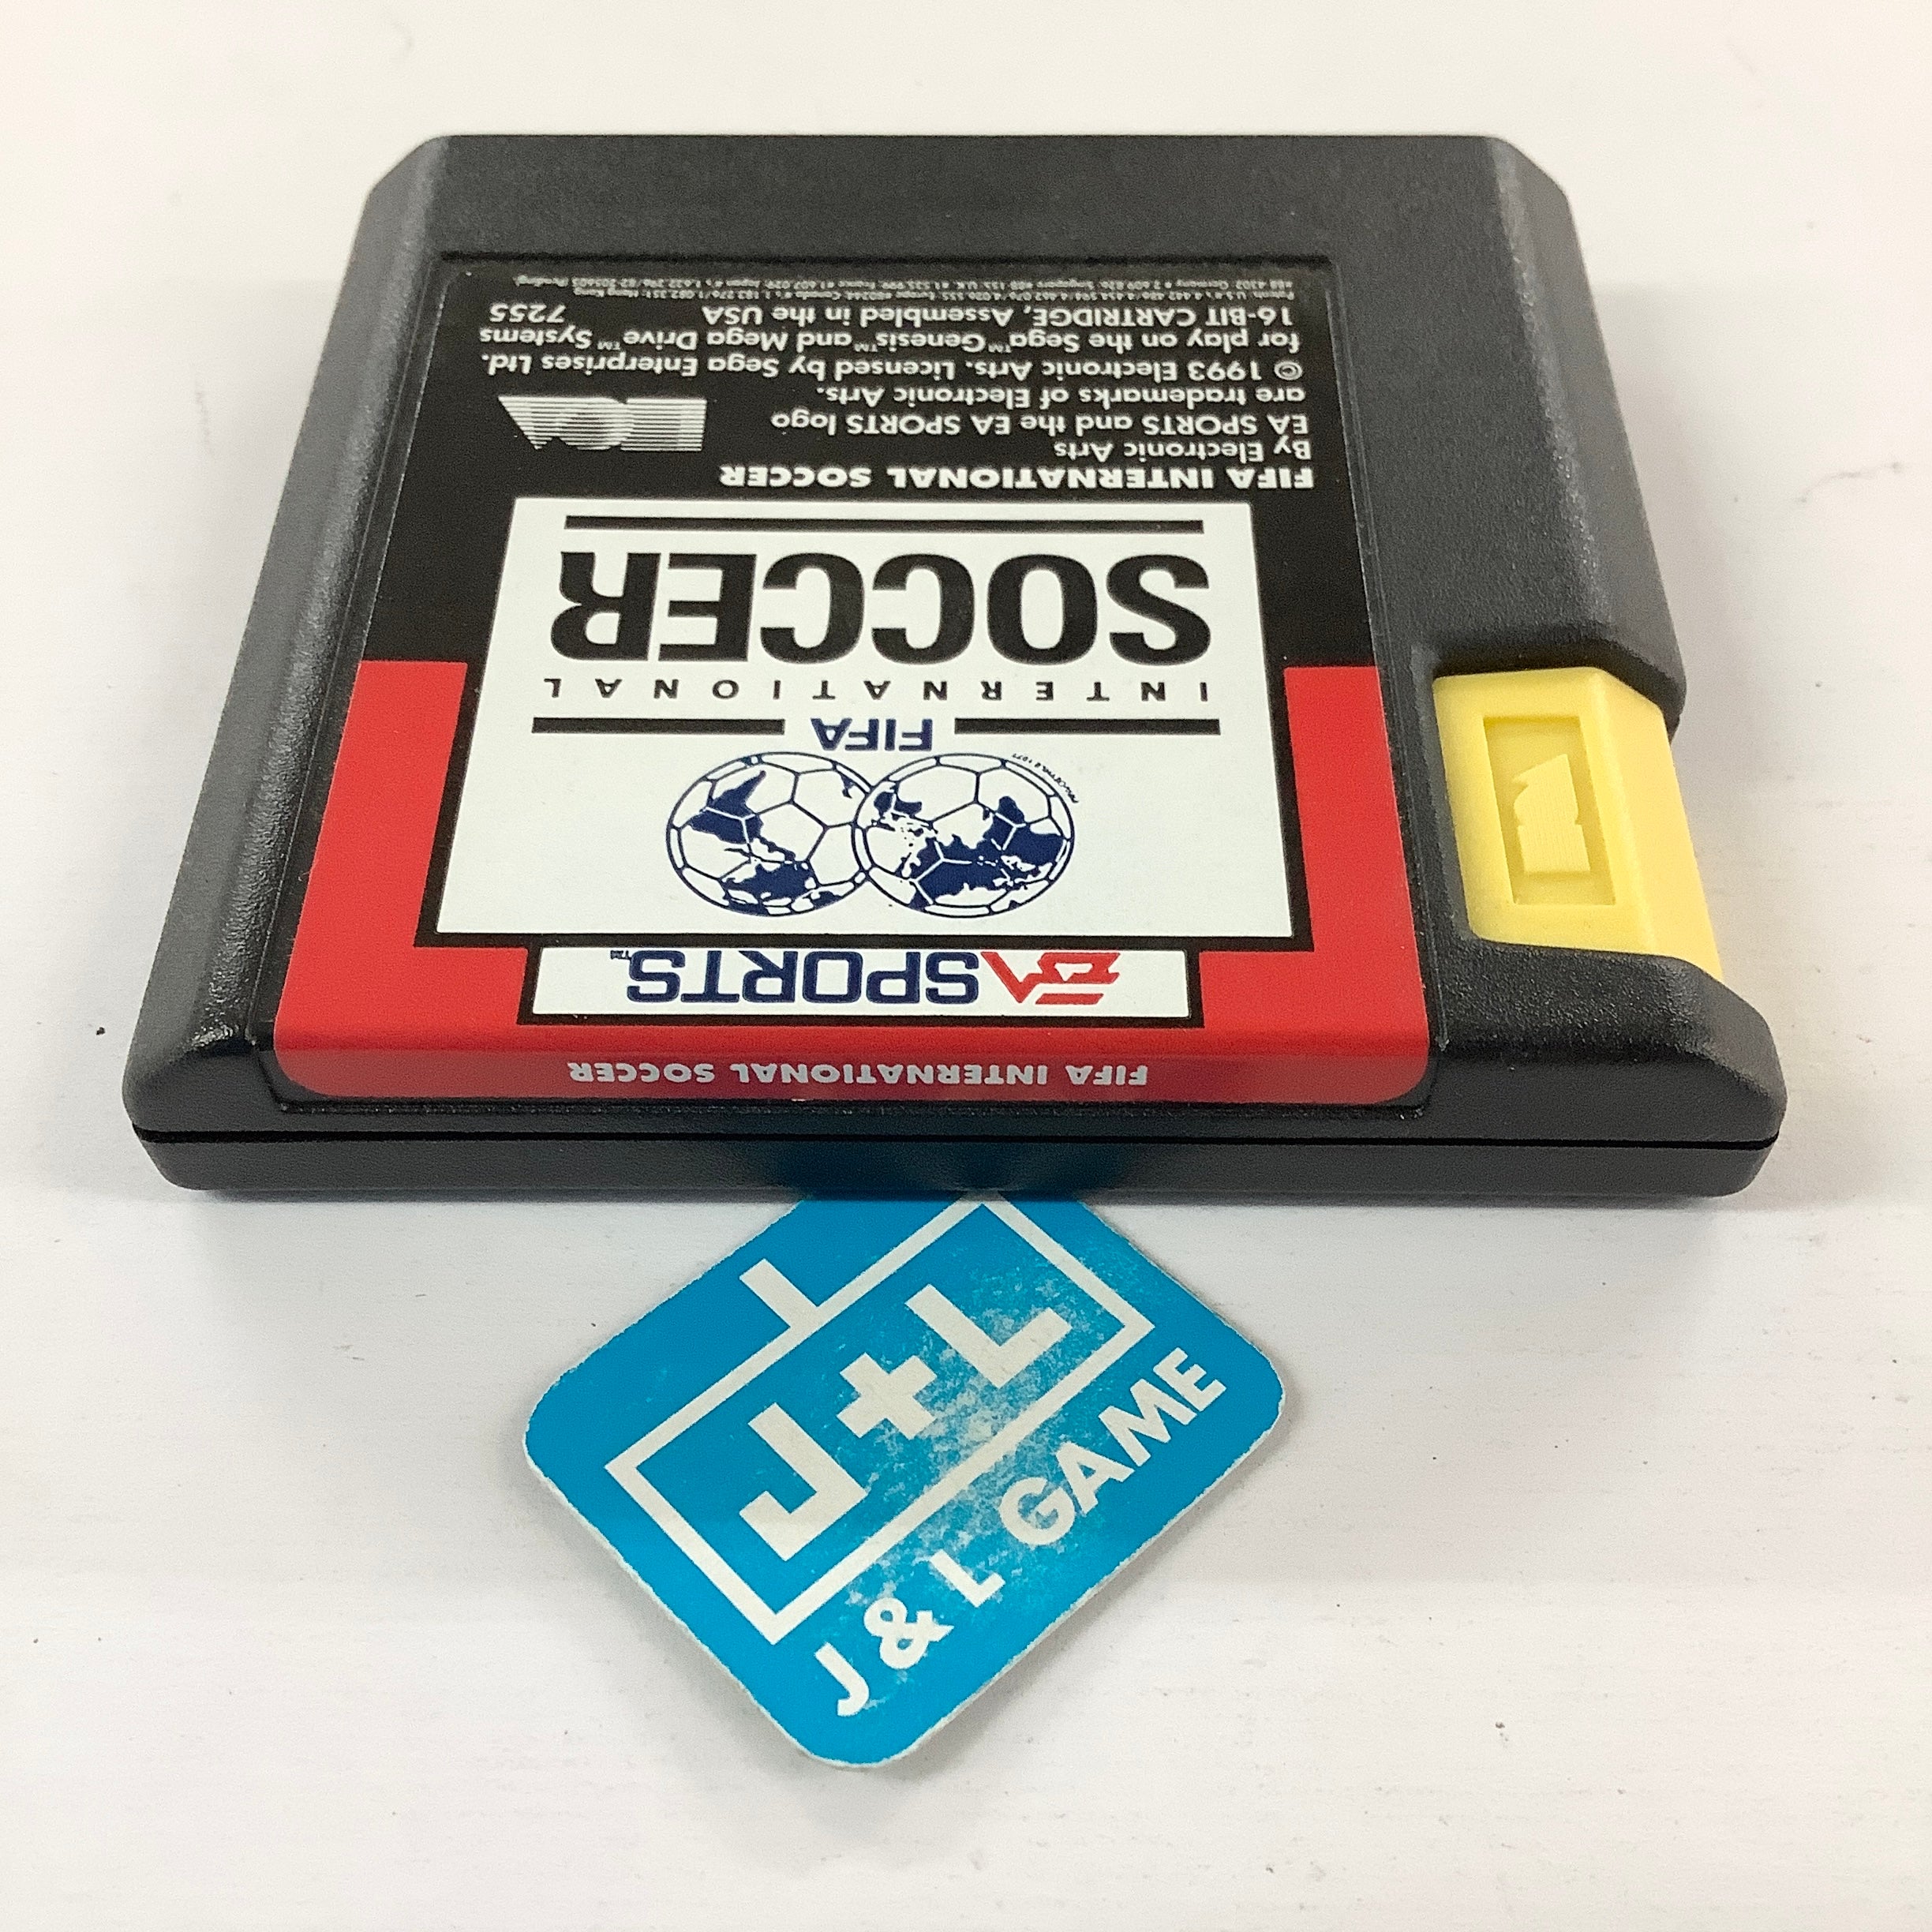 FIFA INTERNATIONAL SOCCER
EA SPORTS™
FIFA
INTERNATIONAL
SOCCER
FIFA INTERNATIONAL SOCCER
By Electronic Arts
EA SPORTS and the EA SPORTS logo
are trademarks of Electronic Arts.
EA
© 1993 Electronic Arts. Licensed by Sega Enterprises Ltd.
for play on the Sega™ Genesis™ and Mega Drive™ Systems
16-BIT CARTRIDGE, Assembled in the USA 7255
J+L
J & L GAME